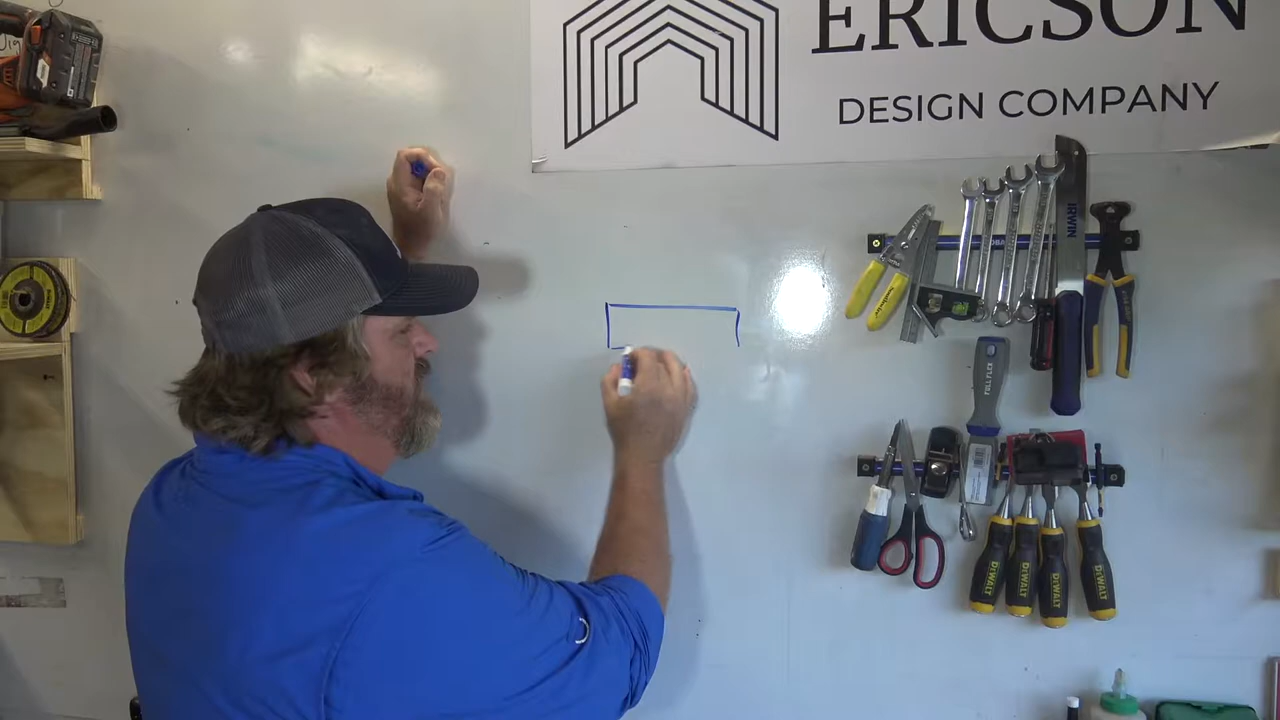 ERICSON
DESIGN COMPANY
IRWIN
FULL FLEX
DEWALT
DEWALT
DEWALT
DEWALT